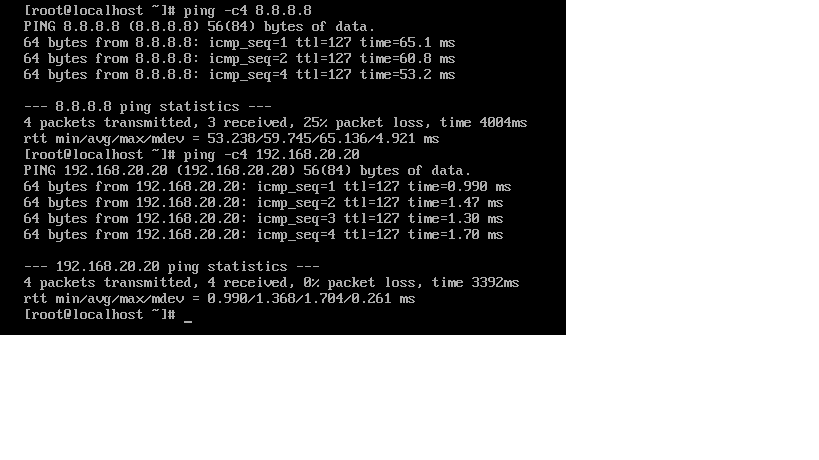 [root@localhost ~]# ping -c4 8.8.8.8
PING 8.8.8.8 (8.8.8.8) 56(84) bytes of data.
64 bytes from 8.8.8.8: icmp_seq=1 ttl=127 time=65.1 ms
64 bytes from 8.8.8.8: icmp_seq=2 ttl=127 time=60.8 ms
64 bytes from 8.8.8.8: icmp_seq=4 ttl=127 time=53.2 ms

--- 8.8.8.8 ping statistics ---
4 packets transmitted, 3 received, 25% packet loss, time 4004ms
rtt min/avg/max/mdev = 53.238/59.745/65.136/4.921 ms
[root@localhost ~]# ping -c4 192.168.20.20
PING 192.168.20.20 (192.168.20.20) 56(84) bytes of data.
64 bytes from 192.168.20.20: icmp_seq=1 ttl=127 time=0.990 ms
64 bytes from 192.168.20.20: icmp_seq=2 ttl=127 time=1.47 ms
64 bytes from 192.168.20.20: icmp_seq=3 ttl=127 time=1.30 ms
64 bytes from 192.168.20.20: icmp_seq=4 ttl=127 time=1.70 ms

--- 192.168.20.20 ping statistics ---
4 packets transmitted, 4 received, 0% packet loss, time 3392ms
rtt min/avg/max/mdev = 0.990/1.368/1.704/0.261 ms
[root@localhost ~]# _